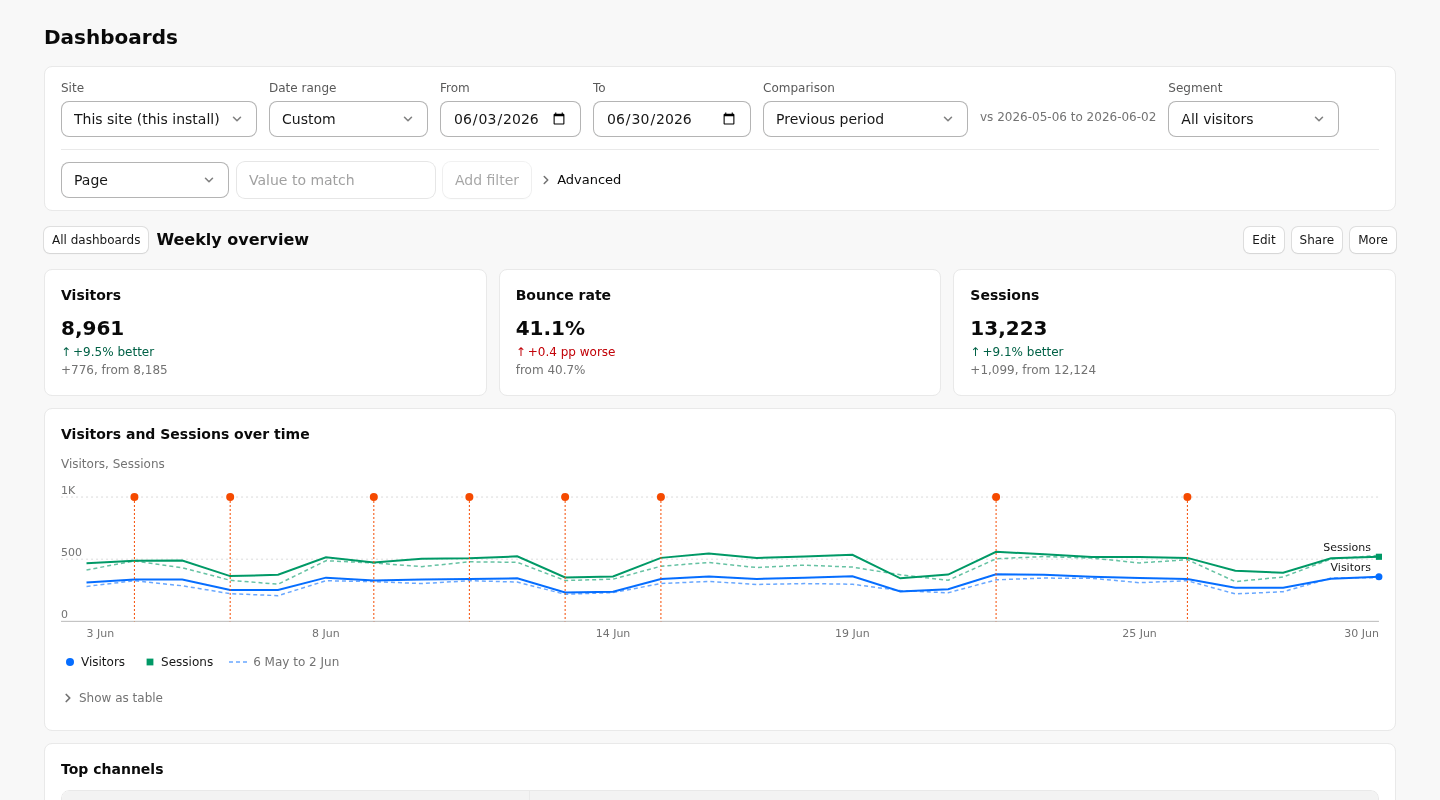 Dashboards
Site
Date range
From
To
Comparison
Segment
This site (this install)
Custom
06/03/2026
06/30/2026
Previous period
vs 2026-05-06 to 2026-06-02
All visitors
Page
Value to match
Add filter
Advanced
All dashboards
Weekly overview
Edit
Share
More
Visitors
8,961
↑ +9.5% better
+776, from 8,185
Bounce rate
41.1%
↑ +0.4 pp worse
from 40.7%
Sessions
13,223
↑ +9.1% better
+1,099, from 12,124
Visitors and Sessions over time
Visitors, Sessions
1K
500
0
Sessions
Visitors
3 Jun
8 Jun
14 Jun
19 Jun
25 Jun
30 Jun
Visitors
Sessions
6 May to 2 Jun
Show as table
Top channels